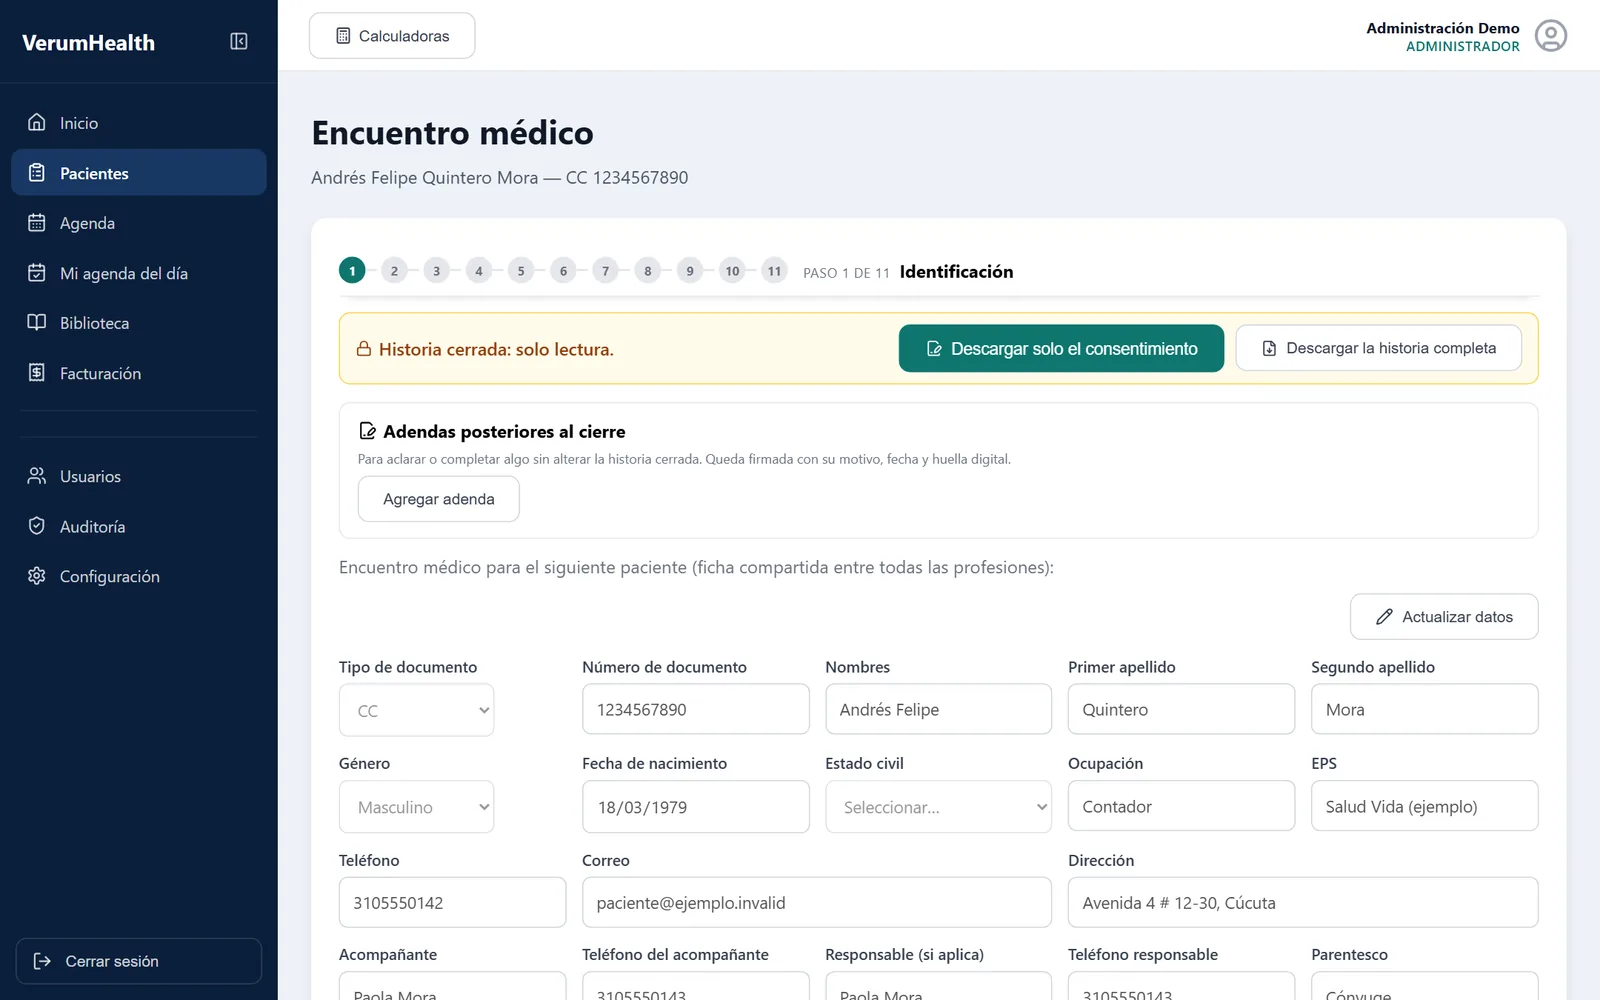 VerumHealth
Calculadoras
Administración Demo
ADMINISTRADOR
Inicio
Pacientes
Agenda
Mi agenda del día
Biblioteca
Facturación
Usuarios
Auditoría
Configuración
Cerrar sesión
Encuentro médico
Andrés Felipe Quintero Mora — CC 1234567890
1 2 3 4 5 6 7 8 9 10 11 PASO 1 DE 11 Identificación
Historia cerrada: solo lectura.
Descargar solo el consentimiento
Descargar la historia completa
Adendas posteriores al cierre
Para aclarar o completar algo sin alterar la historia cerrada. Queda firmada con su motivo, fecha y huella digital.
Agregar adenda
Encuentro médico para el siguiente paciente (ficha compartida entre todas las profesiones):
Actualizar datos
Tipo de documento Número de documento Nombres Primer apellido Segundo apellido
CC 1234567890 Andrés Felipe Quintero Mora
Género Fecha de nacimiento Estado civil Ocupación EPS
Masculino 18/03/1979 Seleccionar... Contador Salud Vida (ejemplo)
Teléfono Correo Dirección
3105550142 paciente@ejemplo.invalid Avenida 4 # 12-30, Cúcuta
Acompañante Teléfono del acompañante Responsable (si aplica) Teléfono responsable Parentesco
Paola Mora 3105550143 Paola Mora 3105550143 Cónyuge